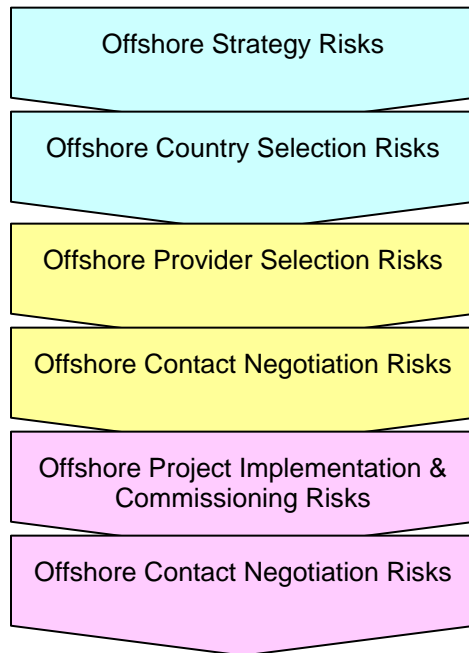 Offshore Strategy Risks
Offshore Country Selection Risks
Offshore Provider Selection Risks
Offshore Contact Negotiation Risks
Offshore Project Implementation &
Commissioning Risks
Offshore Contact Negotiation Risks